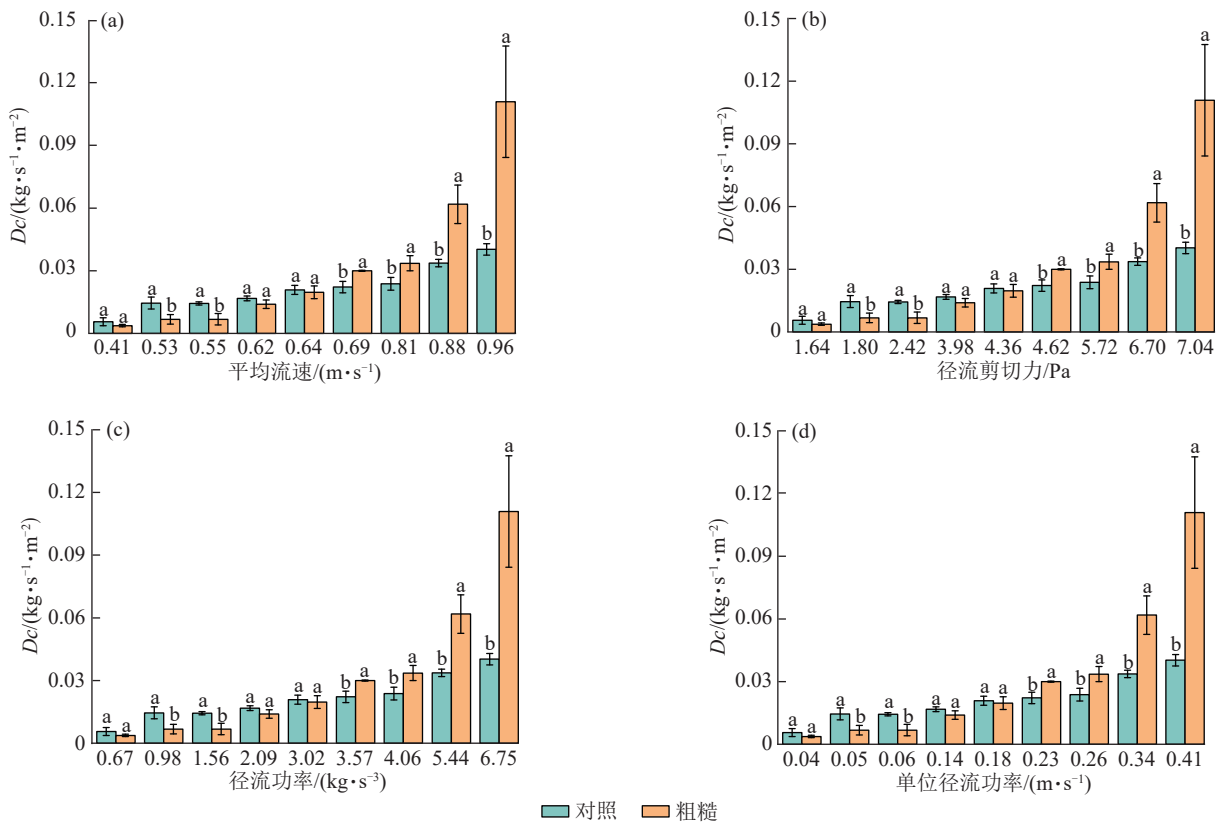 (a)
0.15
0.12
0.09
0.06
0.03
0
Dc/(kg·s⁻¹·m⁻²)
a a a b a b a a a a b a b a b a b a
0.41 0.53 0.55 0.62 0.64 0.69 0.81 0.88 0.96
平均流速/(m·s⁻¹)
(b)
0.15
0.12
0.09
0.06
0.03
0
Dc/(kg·s⁻¹·m⁻²)
a a a b a b a a a a b a b a b a b a
1.64 1.80 2.42 3.98 4.36 4.62 5.72 6.70 7.04
径流剪切力/Pa
(c)
0.15
0.12
0.09
0.06
0.03
0
Dc/(kg·s⁻¹·m⁻²)
a a a b a b a a a a b a b a b a b a
0.67 0.98 1.56 2.09 3.02 3.57 4.06 5.44 6.75
径流功率/(kg·s⁻³)
(d)
0.15
0.12
0.09
0.06
0.03
0
Dc/(kg·s⁻¹·m⁻²)
a a a b a b a a a a b a b a b a b a
0.04 0.05 0.06 0.14 0.18 0.23 0.26 0.34 0.41
单位径流功率/(m·s⁻¹)
对照 粗糙